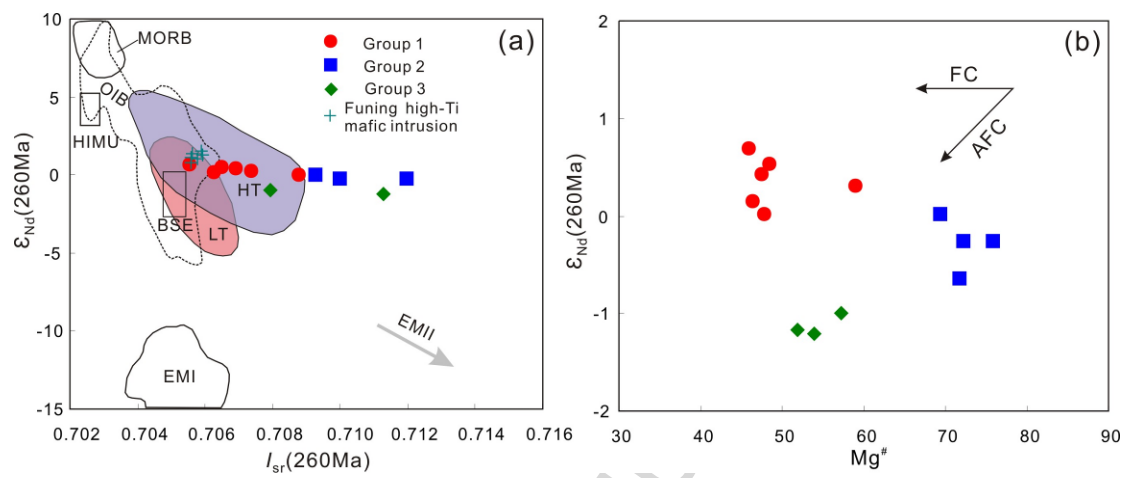 (a)
MORB
OIB
HIMU
BSE
HT
LT
EMI
EMII
Group 1
Group 2
Group 3
Funing high-Ti
mafic intrusion
10
5
0
-5
-10
-15
εNd(260Ma)
0.702
0.704
0.706
0.708
0.710
0.712
0.714
0.716
Isr(260Ma)
(b)
FC
AFC
2
1
0
-1
-2
εNd(260Ma)
30
40
50
60
70
80
90
Mg#